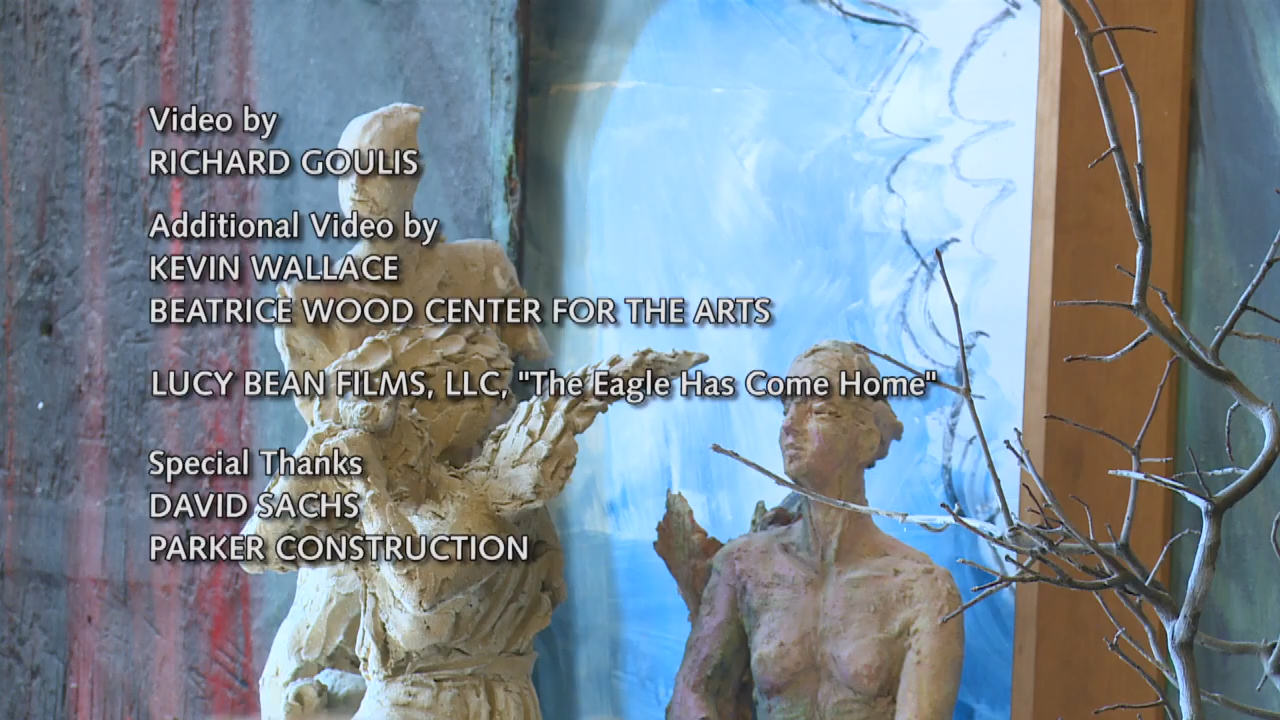 Video by
RICHARD GOULIS
Additional Video by
KEVIN WALLACE
BEATRICE WOOD CENTER FOR THE ARTS
LUCY BEAN FILMS, LLC, "The Eagle Has Come Home"
Special Thanks
DAVID SACHS
PARKER CONSTRUCTION